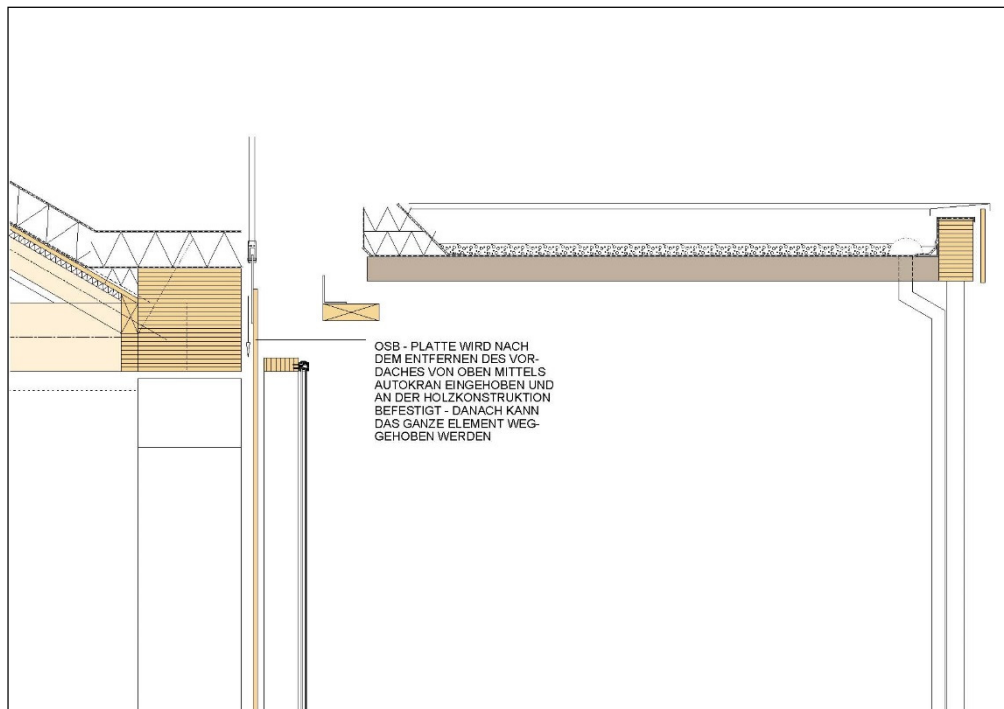 OSB - PLATTE WIRD NACH
DEM ENTFERNEN DES VOR-
DACHES VON OBEN MITTELS
AUTOKRAN EINGEHOBEN UND
AN DER HOLZKONSTRUKTION
BEFESTIGT - DANACH KANN
DAS GANZE ELEMENT WEG-
GEHOBEN WERDEN